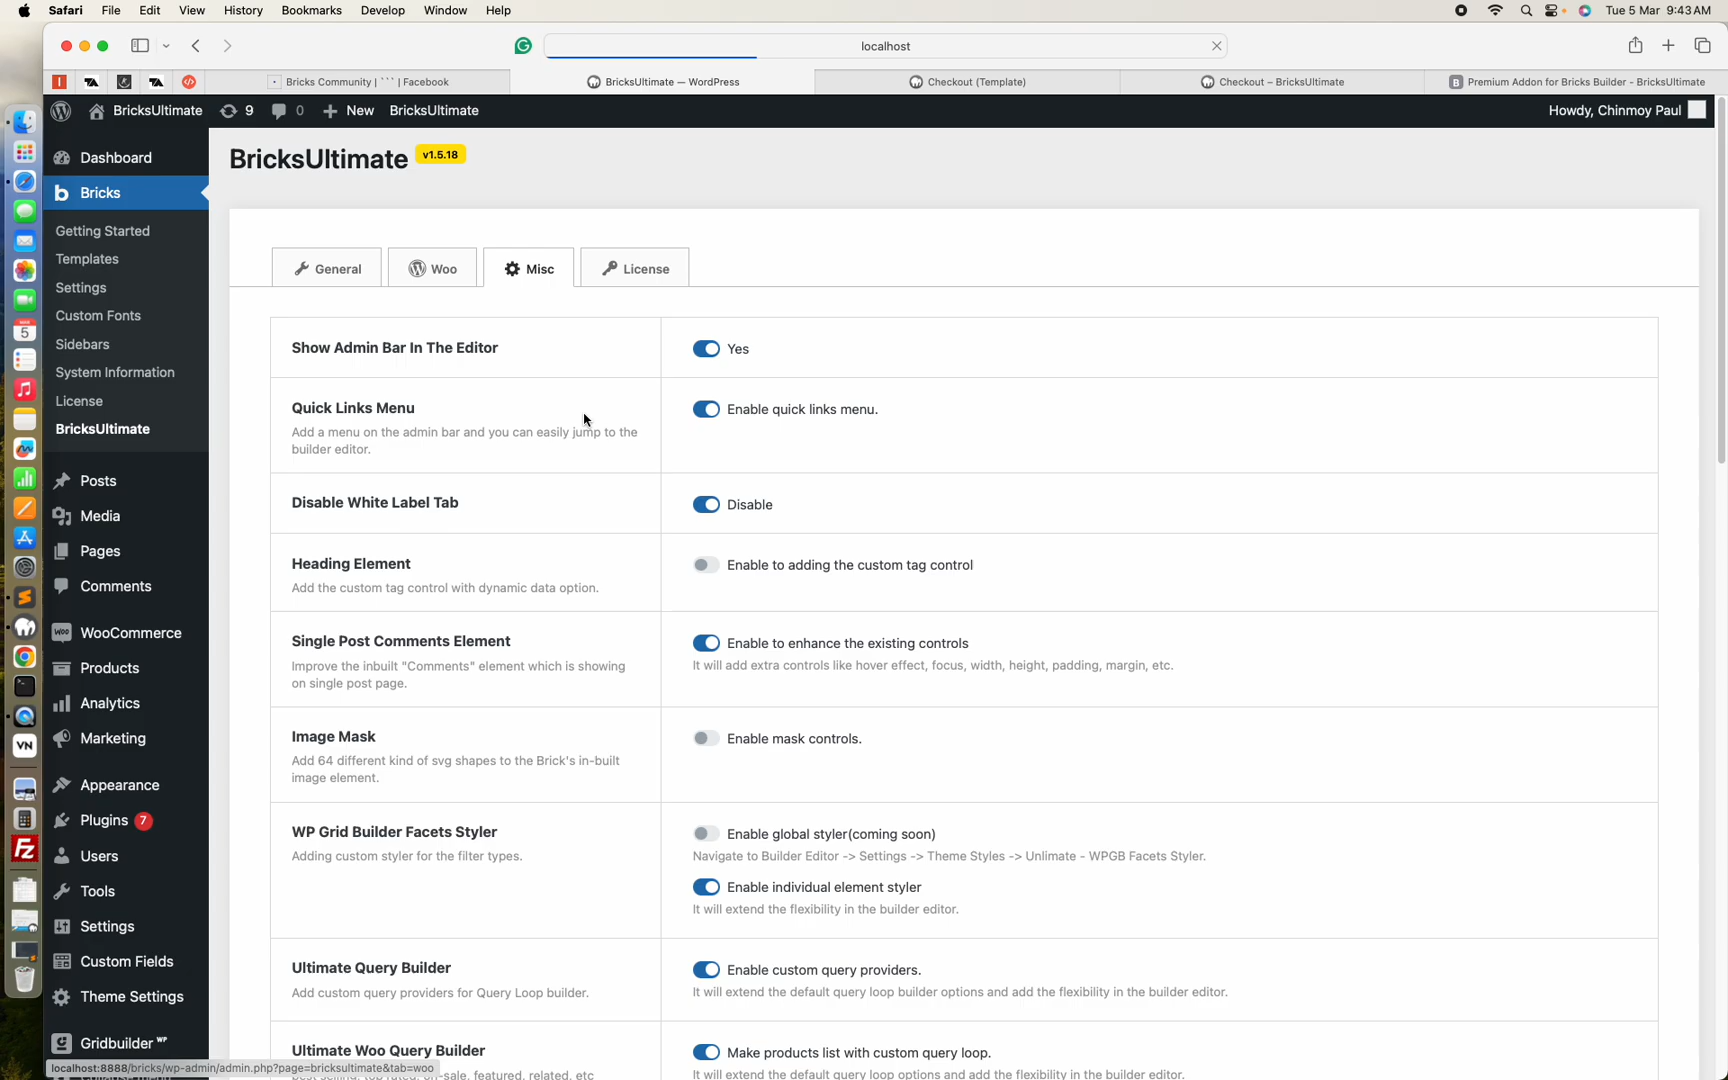 Safari File Edit View History Bookmarks Develop Window Help
Tue 5 Mar 9:43 AM
localhost
Bricks Community | ``` | Facebook
BricksUltimate — WordPress
Checkout (Template)
Checkout – BricksUltimate
Premium Addon for Bricks Builder - BricksUltimate
BricksUltimate 9 0 New BricksUltimate
Howdy, Chinmoy Paul
Dashboard
Bricks
Getting Started
Templates
Settings
Custom Fonts
Sidebars
System Information
License
BricksUltimate
Posts
Media
Pages
Comments
WooCommerce
Products
Analytics
Marketing
Appearance
Plugins 7
Users
Tools
Settings
Custom Fields
Theme Settings
Gridbuilder WP
BricksUltimate v1.5.18
General Woo Misc License
Show Admin Bar In The Editor
Yes
Quick Links Menu
Add a menu on the admin bar and you can easily jump to the
builder editor.
Enable quick links menu.
Disable White Label Tab
Disable
Heading Element
Add the custom tag control with dynamic data option.
Enable to adding the custom tag control
Single Post Comments Element
Improve the inbuilt "Comments" element which is showing
on single post page.
Enable to enhance the existing controls
It will add extra controls like hover effect, focus, width, height, padding, margin, etc.
Image Mask
Add 64 different kind of svg shapes to the Brick's in-built
image element.
Enable mask controls.
WP Grid Builder Facets Styler
Adding custom styler for the filter types.
Enable global styler(coming soon)
Navigate to Builder Editor -> Settings -> Theme Styles -> Unlimate - WPGB Facets Styler.
Enable individual element styler
It will extend the flexibility in the builder editor.
Ultimate Query Builder
Add custom query providers for Query Loop builder.
Enable custom query providers.
It will extend the default query loop builder options and add the flexibility in the builder editor.
Ultimate Woo Query Builder
Make products list with custom query loop.
It will extend the default query loop options and add the flexibility in the builder editor.
localhost:8888/bricks/wp-admin/admin.php?page=bricksultimate&tab=woo